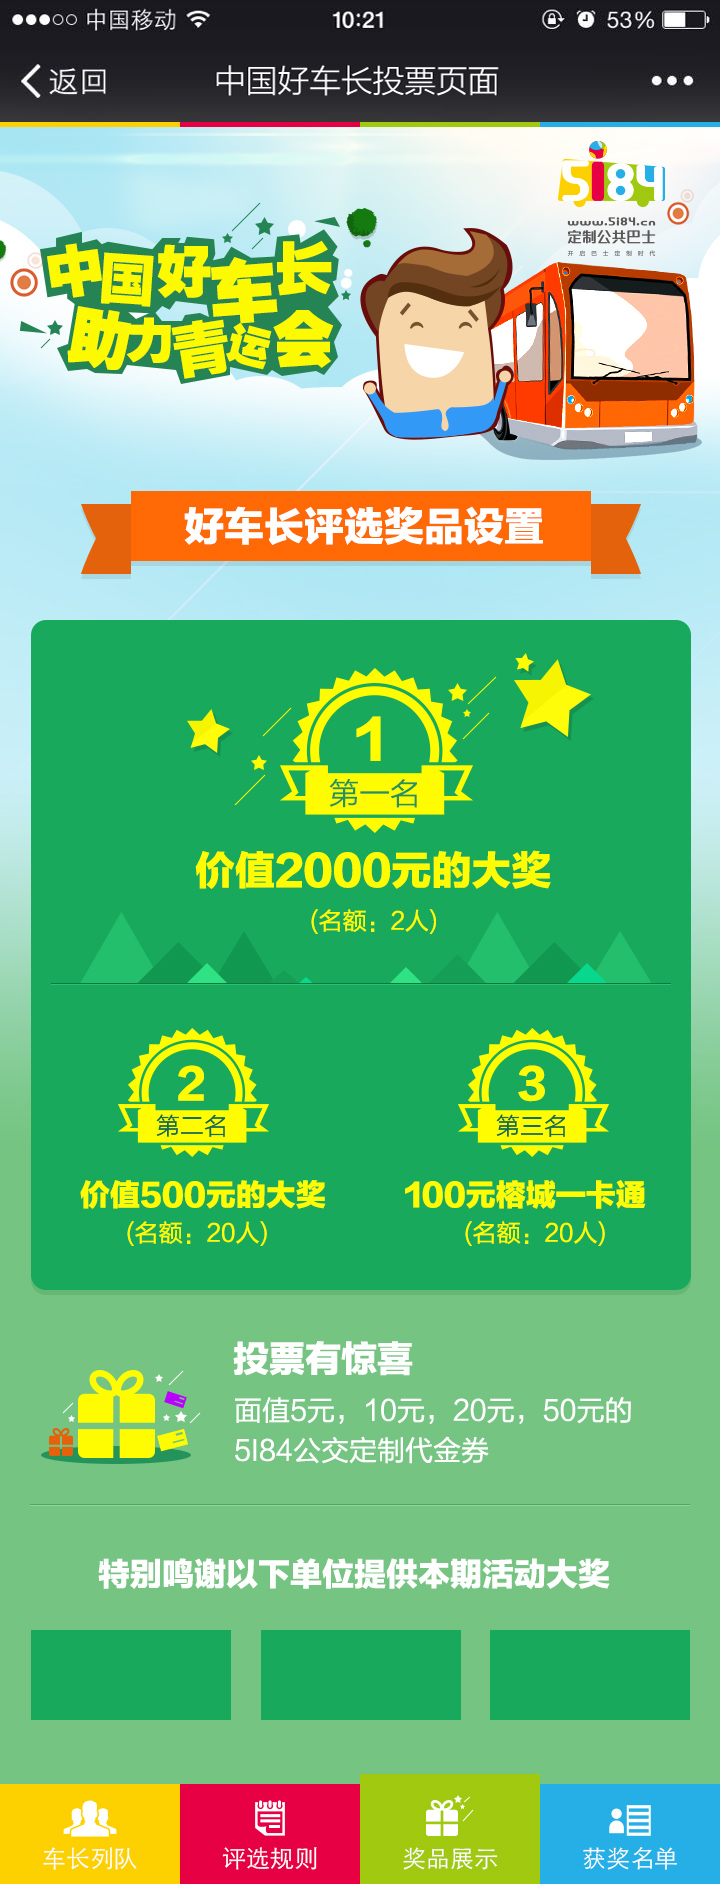 中国移动 10:21 53%
返回 中国好车长投票页面
5i84
www.5i84.cn
定制公共巴士
开启巴士定制时代
中国好车长
助力青运会
好车长评选奖品设置
1
第一名
价值2000元的大奖
(名额：2人)
2
第二名
价值500元的大奖
(名额：20人)
3
第三名
100元榕城一卡通
(名额：20人)
投票有惊喜
面值5元，10元，20元，50元的
5I84公交定制代金券
特别鸣谢以下单位提供本期活动大奖
车长列队 评选规则 奖品展示 获奖名单